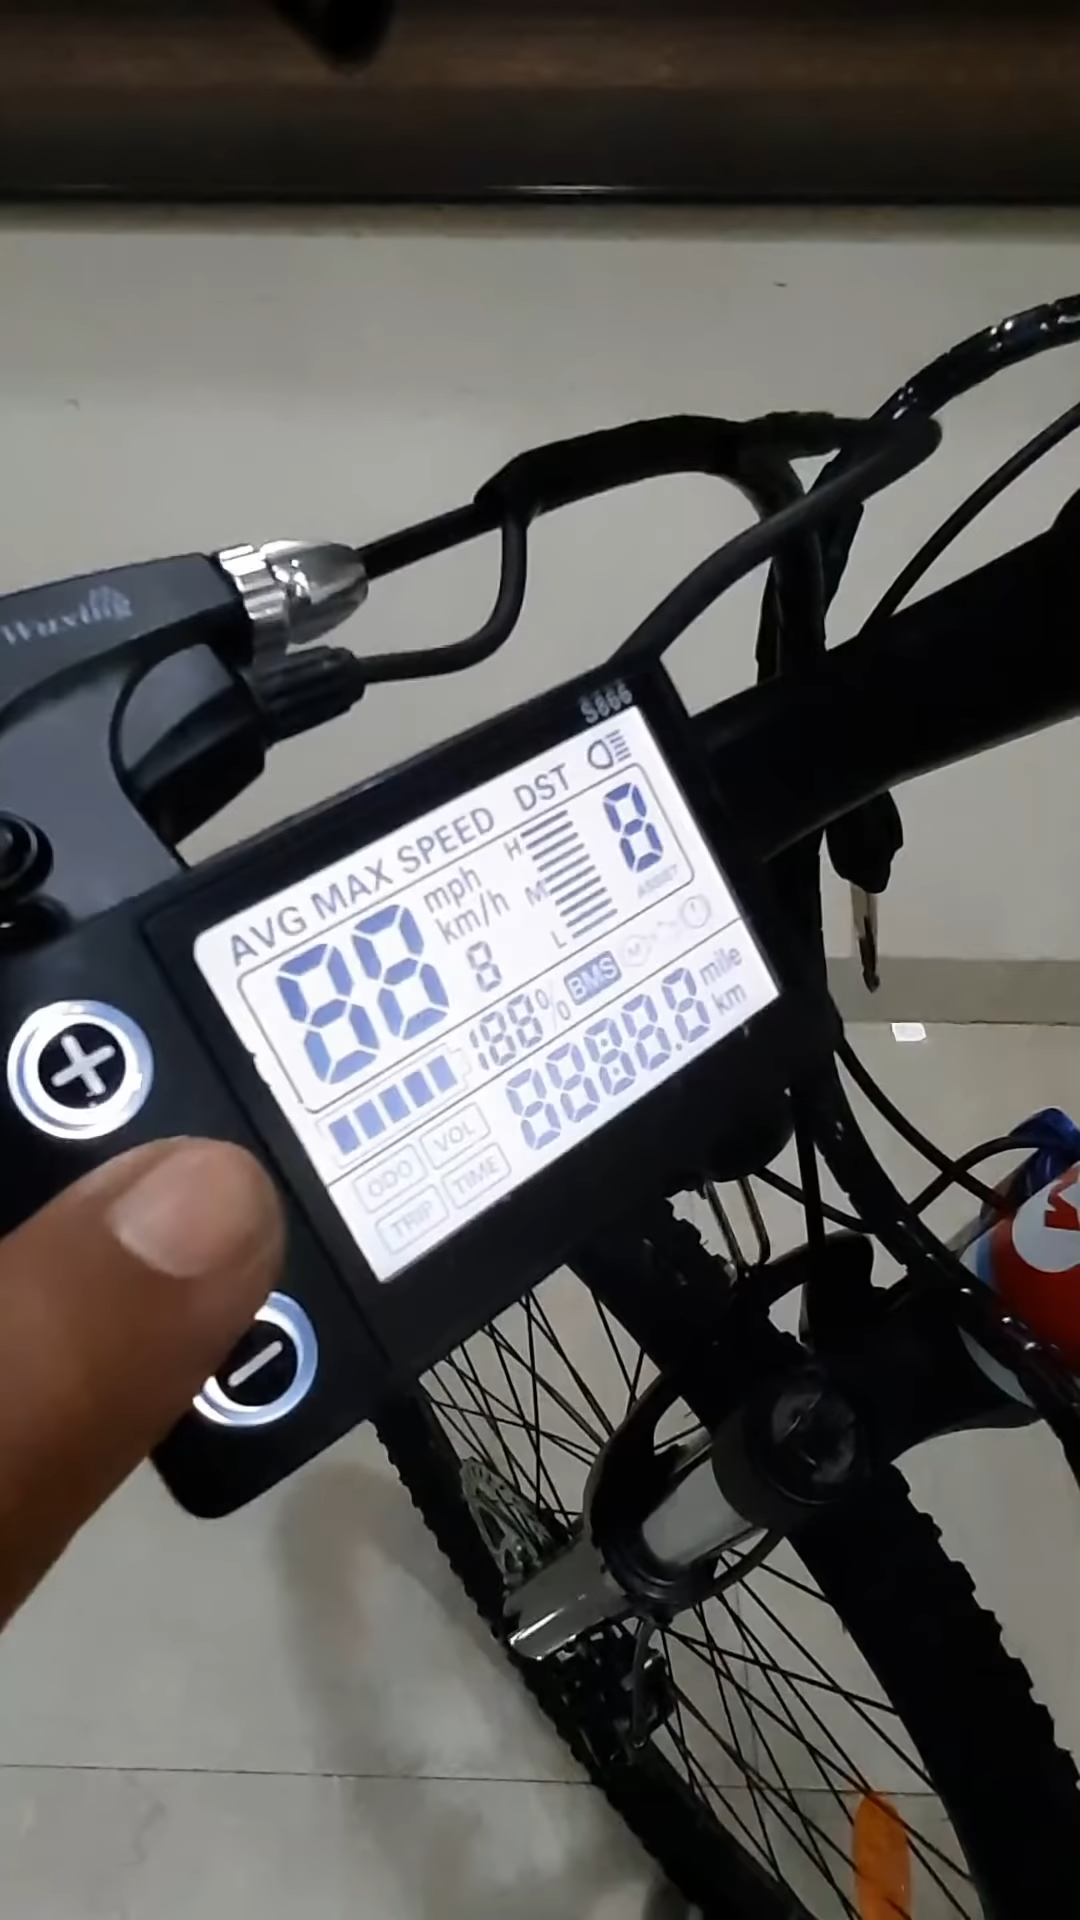 Wuxing
S866
AVG MAX SPEED DST
88 mph
km/h
8
H
M
L
8
ASSIST
188% BMS M
8888.8 mile
km
ODO VOL
TRIP TIME